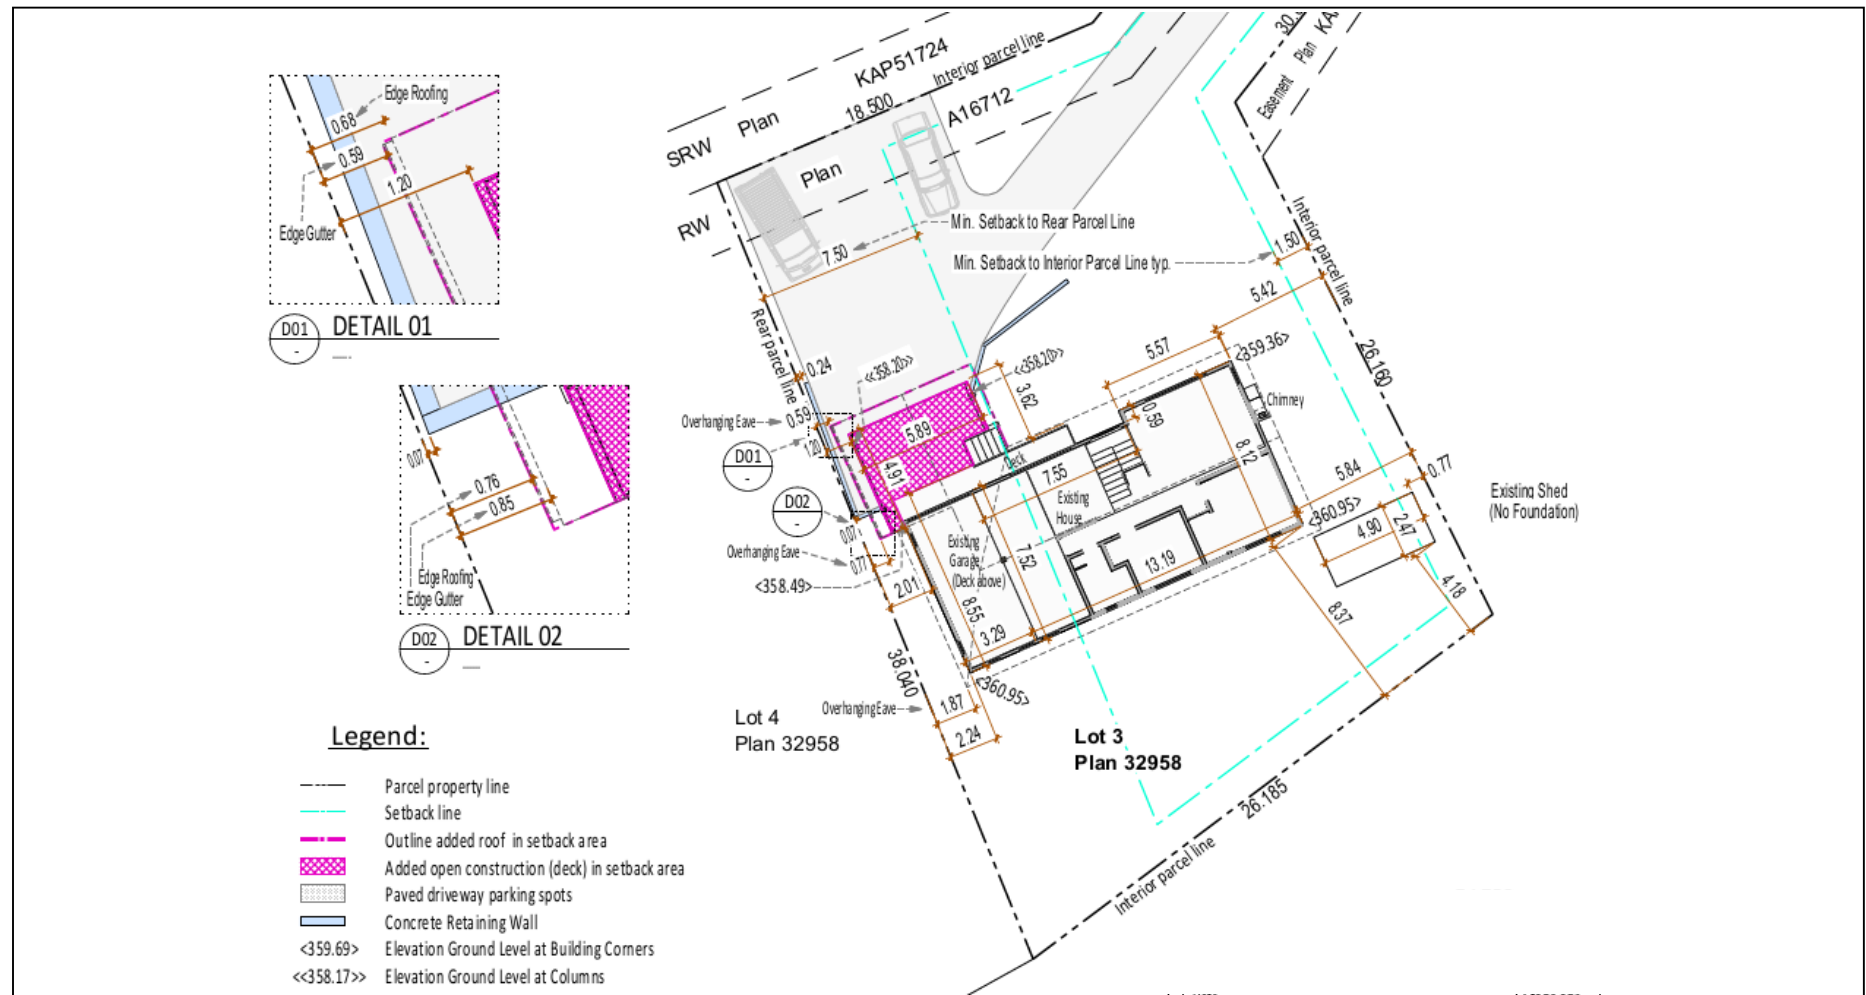 Edge Roofing
0.68
0.59
1.20
Edge Gutter
D01
-
DETAIL 01
0.07
0.76
0.85
Edge Roofing
Edge Gutter
D02
-
DETAIL 02
Legend:
Parcel property line
Setback line
Outline added roof in setback area
Added open construction (deck) in setback area
Paved driveway parking spots
Concrete Retaining Wall
<359.69> Elevation Ground Level at Building Corners
<<358.17>> Elevation Ground Level at Columns
SRW Plan KAP51724
Interior parcel line
18.500
RW Plan A16712
Easement Plan
Min. Setback to Rear Parcel Line
7.50
Min. Setback to Interior Parcel Line typ.
1.50
Interior parcel line
5.42
Rear parcel line
0.24
<<358.20>>
<<358.20>>
3.62
5.57
<359.36>
26.160
Chimney
Overhanging Eave
0.59
1.20
D01
-
5.89
4.91
Deck
7.55
0.59
8.12
5.84
0.77
Existing Shed
(No Foundation)
D02
-
0.07
Existing
House
<360.95>
4.90
2.47
Overhanging Eave
0.77
<358.49>
2.01
Existing
Garage
(Deck above)
7.52
13.19
8.55
3.29
8.37
4.18
38.040
<360.95>
Overhanging Eave
1.87
2.24
Lot 4
Plan 32958
Lot 3
Plan 32958
26.185
Interior parcel line